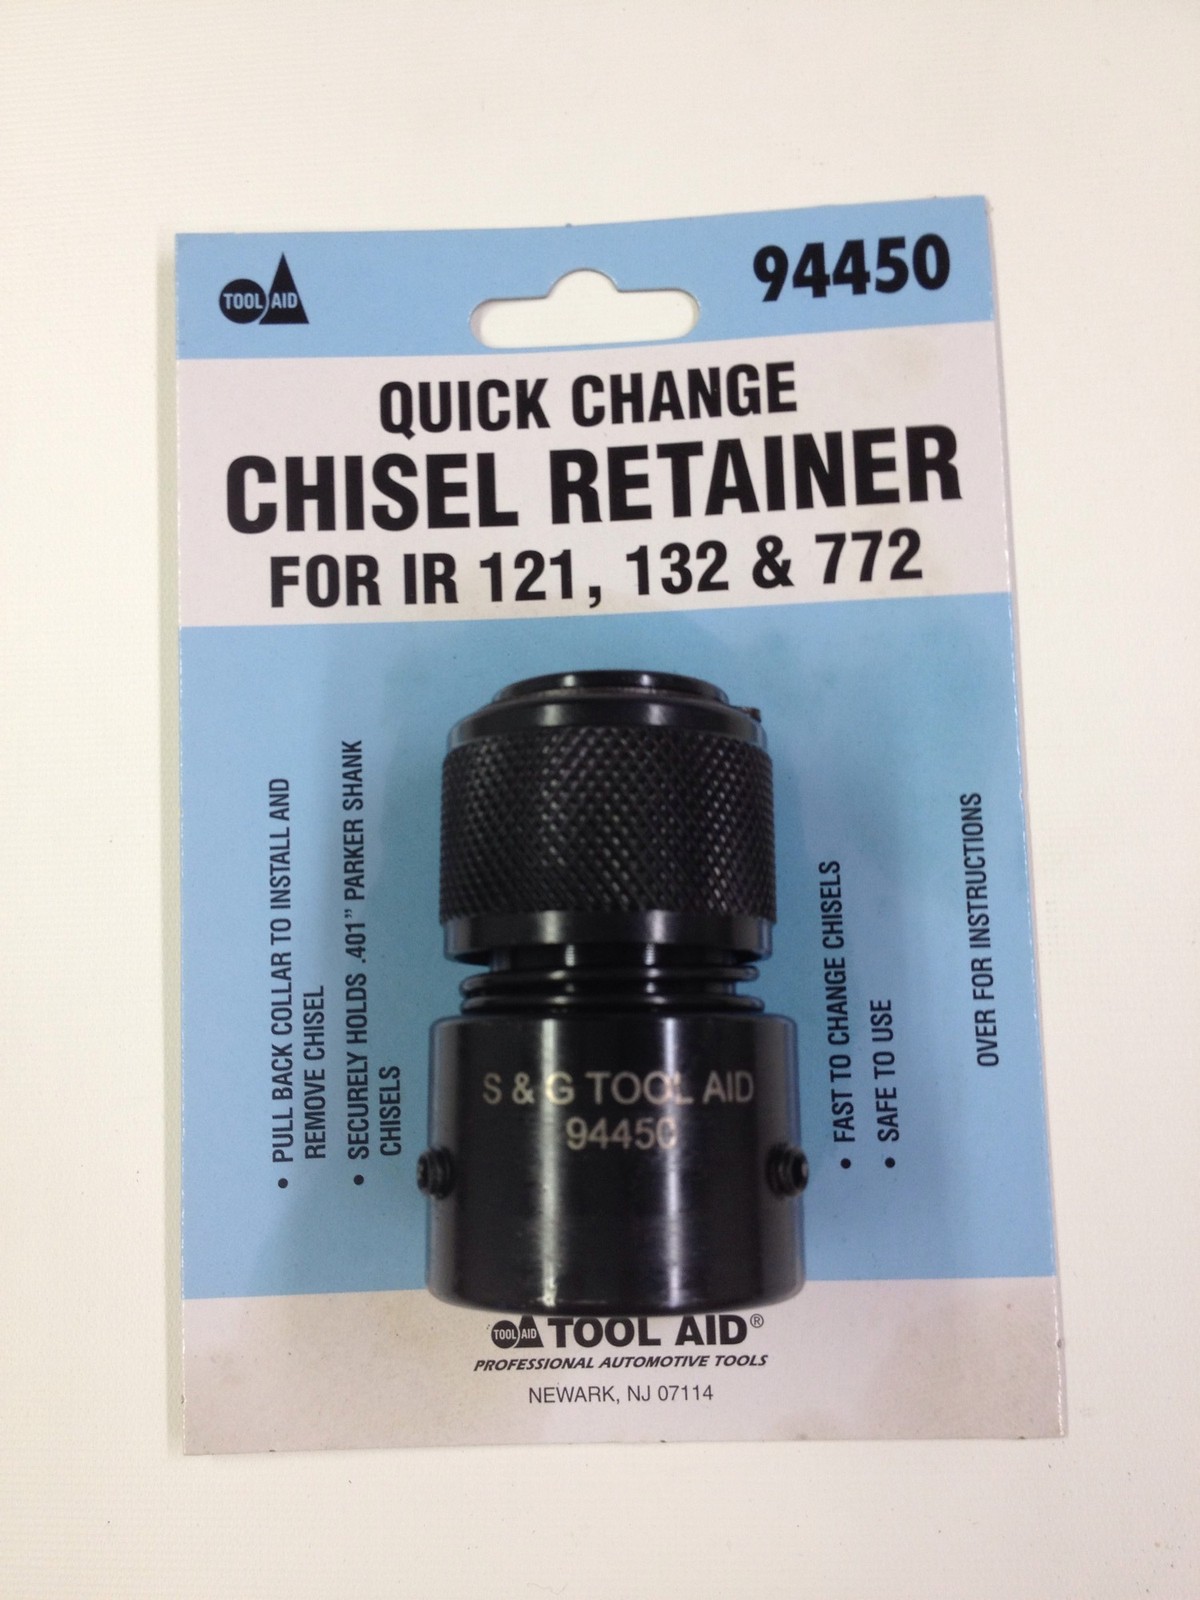 TOOL AID
94450
QUICK CHANGE
CHISEL RETAINER
FOR IR 121, 132 & 772
• PULL BACK COLLAR TO INSTALL AND
REMOVE CHISEL
• SECURELY HOLDS .401" PARKER SHANK
CHISELS
• FAST TO CHANGE CHISELS
• SAFE TO USE
OVER FOR INSTRUCTIONS
S & G TOOL AID
94450
TOOL AID TOOL AID®
PROFESSIONAL AUTOMOTIVE TOOLS
NEWARK, NJ 07114